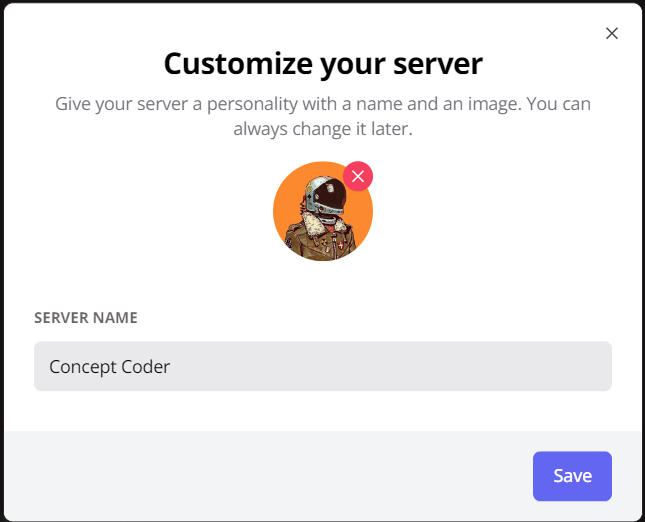 Customize your server
Give your server a personality with a name and an image. You can
always change it later.
SERVER NAME
Concept Coder
Save